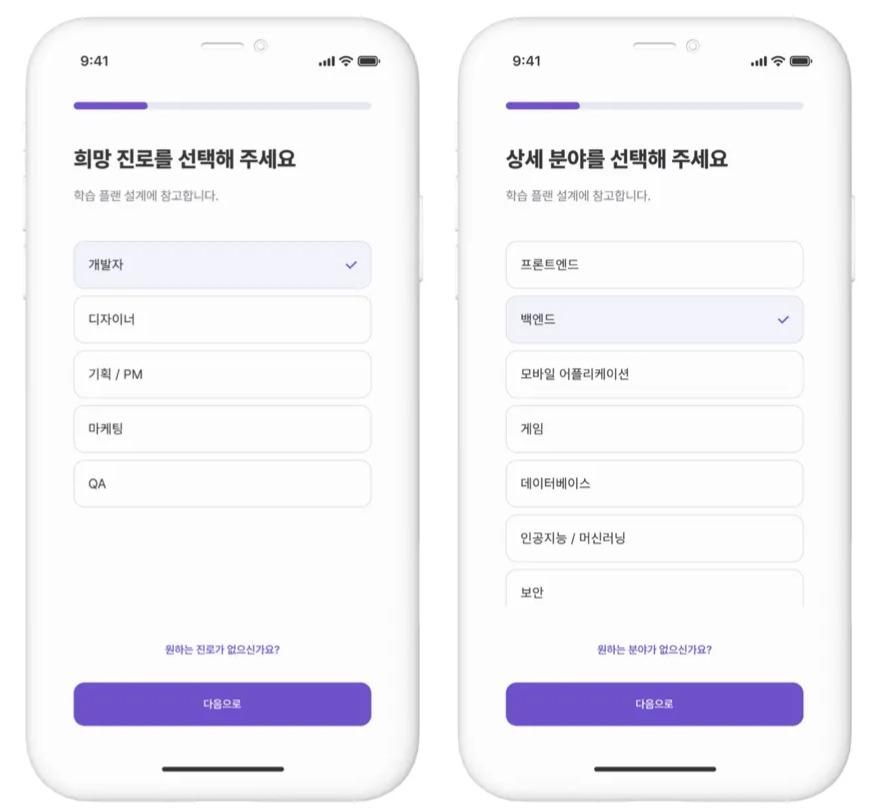 9:41
희망 진로를 선택해 주세요
학습 플랜 설계에 참고합니다.
개발자
디자이너
기획 / PM
마케팅
QA
원하는 진로가 없으신가요?
다음으로
9:41
상세 분야를 선택해 주세요
학습 플랜 설계에 참고합니다.
프론트엔드
백엔드
모바일 어플리케이션
게임
데이터베이스
인공지능 / 머신러닝
보안
원하는 분야가 없으신가요?
다음으로